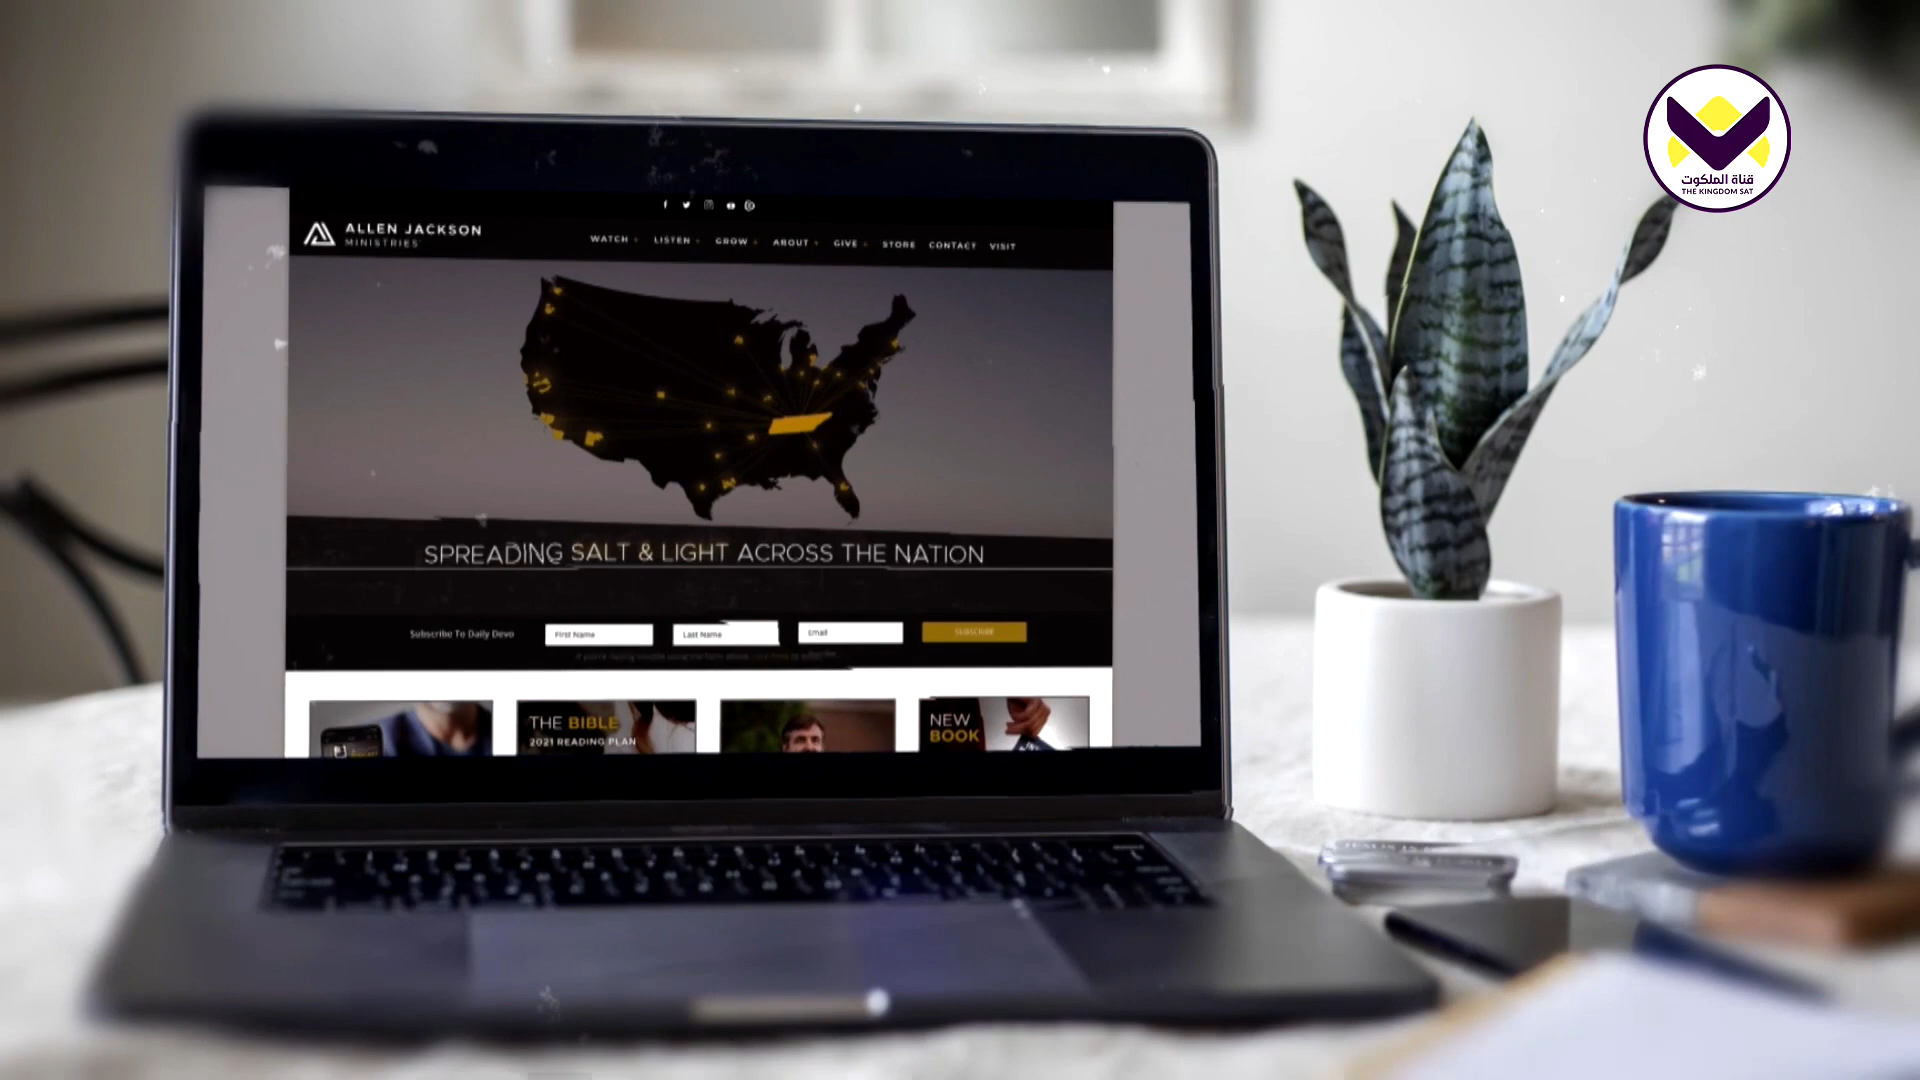 قناة الملكوت
THE KINGDOM SAT
ALLEN JACKSON
MINISTRIES
WATCH LISTEN GROW ABOUT GIVE STORE CONTACT VISIT
SPREADING SALT & LIGHT ACROSS THE NATION
Subscribe To Daily Devo
First Name
Last Name
Email
SUBSCRIBE
THE BIBLE
2021 READING PLAN
NEW
BOOK